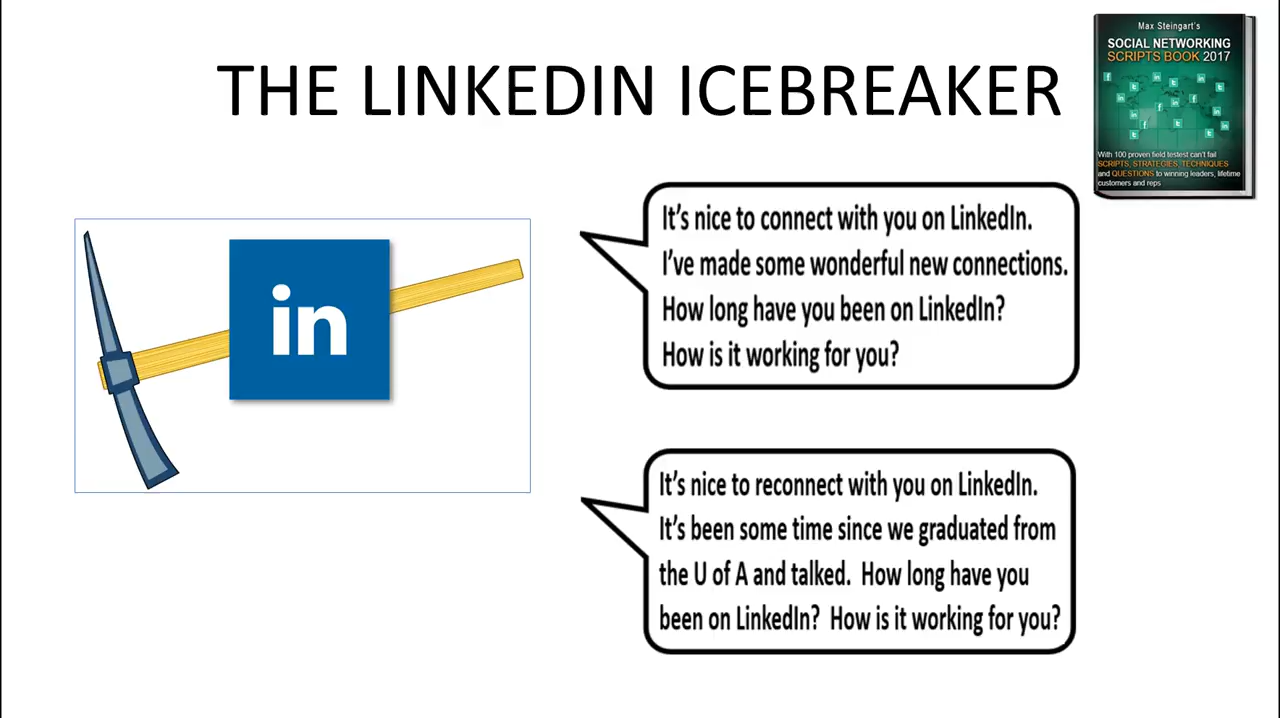 THE LINKEDIN ICEBREAKER
Max Steingart's
SOCIAL NETWORKING
SCRIPTS BOOK 2017
With 100 proven field testest can't fail
SCRIPTS, STRATEGIES, TECHNIQUES
and QUESTIONS to winning leaders, lifetime
customers and reps
in
It's nice to connect with you on LinkedIn.
I've made some wonderful new connections.
How long have you been on LinkedIn?
How is it working for you?
It's nice to reconnect with you on LinkedIn.
It's been some time since we graduated from
the U of A and talked. How long have you
been on LinkedIn? How is it working for you?